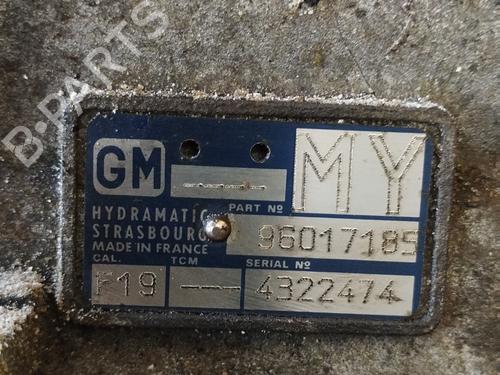 B-PARTS
GM
----
MY
PART Nº
HYDRAMATIC
STRASBOURG
96017185
MADE IN FRANCE
CAL. TCM SERIAL Nº
F19 --- 4322474